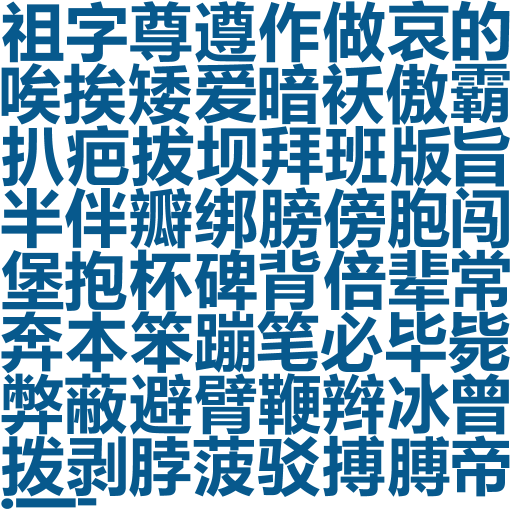 祖字尊遵作做哀的
唉挨矮爱暗袄傲霸
扒疤拔坝拜班版旨
半伴瓣绑膀傍胞闯
堡抱杯碑背倍辈常
奔本笨蹦笔必毕毙
弊蔽避臂鞭辫冰曾
拨剥脖菠驳搏膊帝